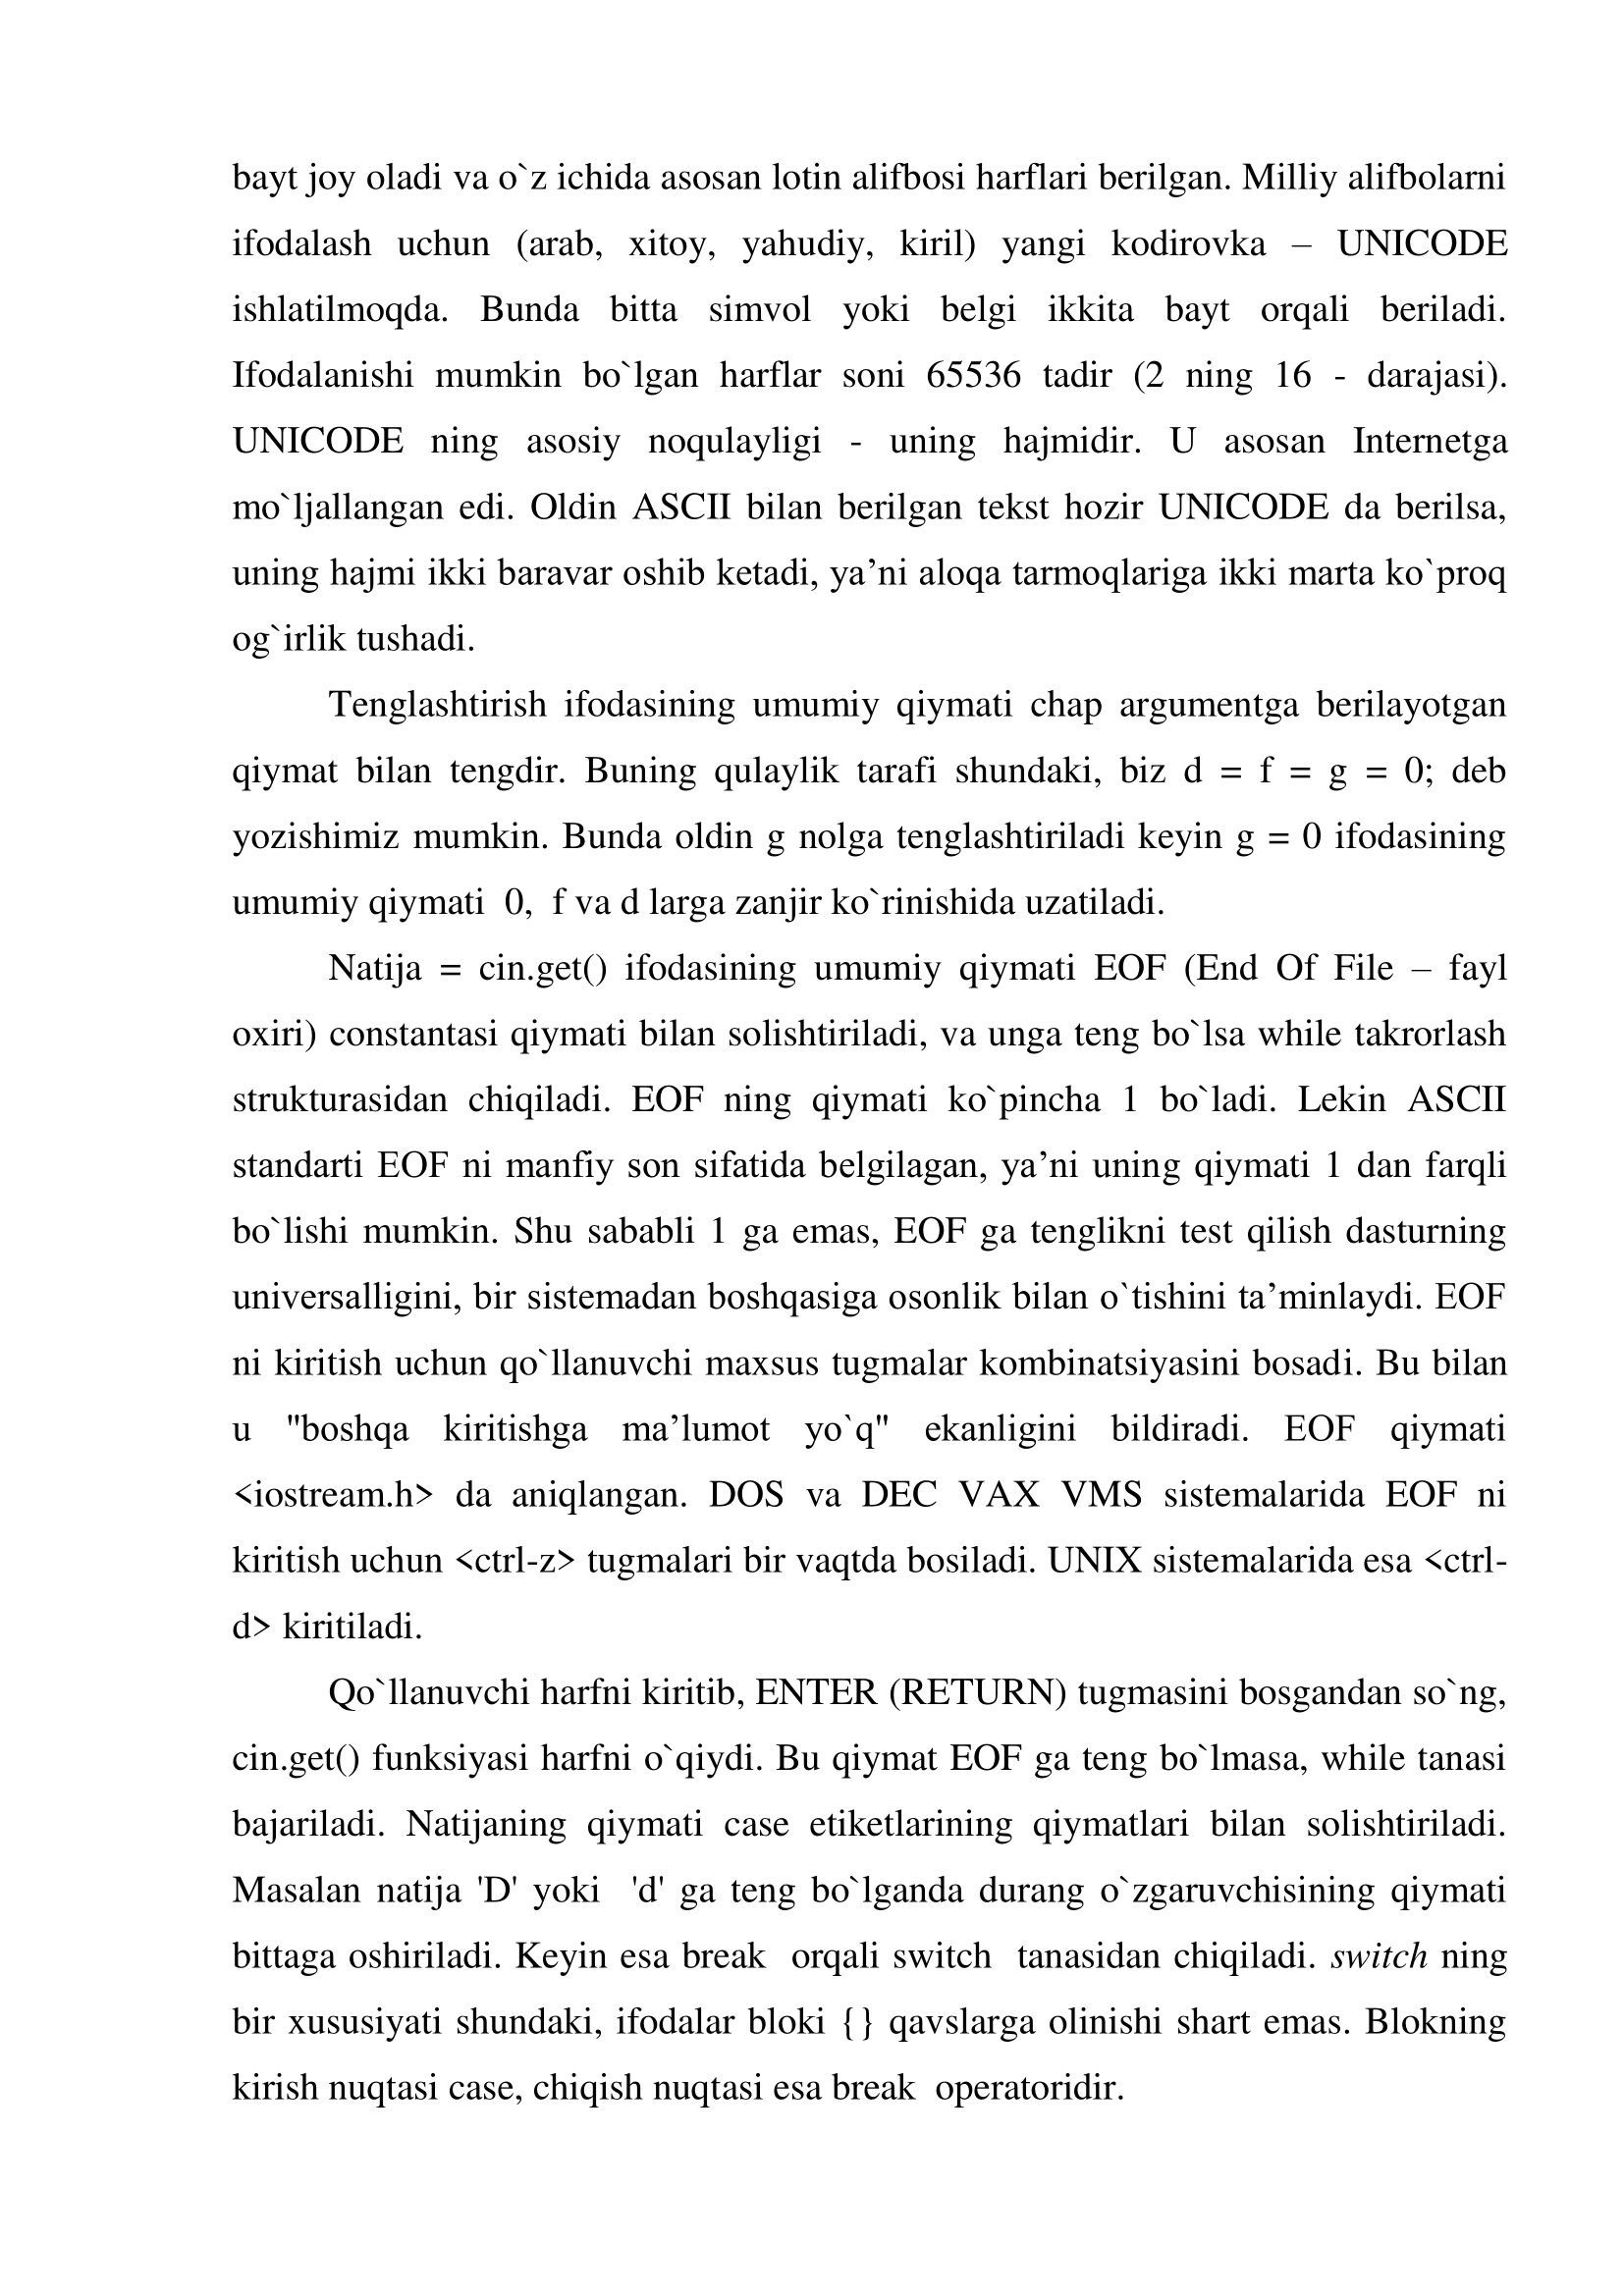 bayt joy oladi va o`z ichida asosan lotin alifbosi harflari berilgan. Milliy alifbolarni
ifodalash uchun (arab, xitoy, yahudiy, kiril) yangi kodirovka – UNICODE
ishlatilmoqda. Bunda bitta simvol yoki belgi ikkita bayt orqali beriladi.
Ifodalanishi mumkin bo`lgan harflar soni 65536 tadir (2 ning 16 - darajasi).
UNICODE ning asosiy noqulayligi - uning hajmidir. U asosan Internetga
mo`ljallangan edi. Oldin ASCII bilan berilgan tekst hozir UNICODE da berilsa,
uning hajmi ikki baravar oshib ketadi, ya’ni aloqa tarmoqlariga ikki marta ko`proq
og`irlik tushadi.
Tenglashtirish ifodasining umumiy qiymati chap argumentga berilayotgan
qiymat bilan tengdir. Buning qulaylik tarafi shundaki, biz d = f = g = 0; deb
yozishimiz mumkin. Bunda oldin g nolga tenglashtiriladi keyin g = 0 ifodasining
umumiy qiymati  0,  f va d larga zanjir ko`rinishida uzatiladi.
Natija = cin.get() ifodasining umumiy qiymati EOF (End Of File – fayl
oxiri) constantasi qiymati bilan solishtiriladi, va unga teng bo`lsa while takrorlash
strukturasidan chiqiladi. EOF ning qiymati ko`pincha 1 bo`ladi. Lekin ASCII
standarti EOF ni manfiy son sifatida belgilagan, ya’ni uning qiymati 1 dan farqli
bo`lishi mumkin. Shu sababli 1 ga emas, EOF ga tenglikni test qilish dasturning
universalligini, bir sistemadan boshqasiga osonlik bilan o`tishini ta’minlaydi. EOF
ni kiritish uchun qo`llanuvchi maxsus tugmalar kombinatsiyasini bosadi. Bu bilan
u "boshqa kiritishga ma’lumot yo`q" ekanligini bildiradi. EOF qiymati
<iostream.h> da aniqlangan. DOS va DEC VAX VMS sistemalarida EOF ni
kiritish uchun <ctrl-z> tugmalari bir vaqtda bosiladi. UNIX sistemalarida esa <ctrl-
d> kiritiladi.
Qo`llanuvchi harfni kiritib, ENTER (RETURN) tugmasini bosgandan so`ng,
cin.get() funksiyasi harfni o`qiydi. Bu qiymat EOF ga teng bo`lmasa, while tanasi
bajariladi. Natijaning qiymati case etiketlarining qiymatlari bilan solishtiriladi.
Masalan natija 'D' yoki  'd' ga teng bo`lganda durang o`zgaruvchisining qiymati
bittaga oshiriladi. Keyin esa break  orqali switch  tanasidan chiqiladi. switch ning
bir xususiyati shundaki, ifodalar bloki {} qavslarga olinishi shart emas. Blokning
kirish nuqtasi case, chiqish nuqtasi esa break  operatoridir.